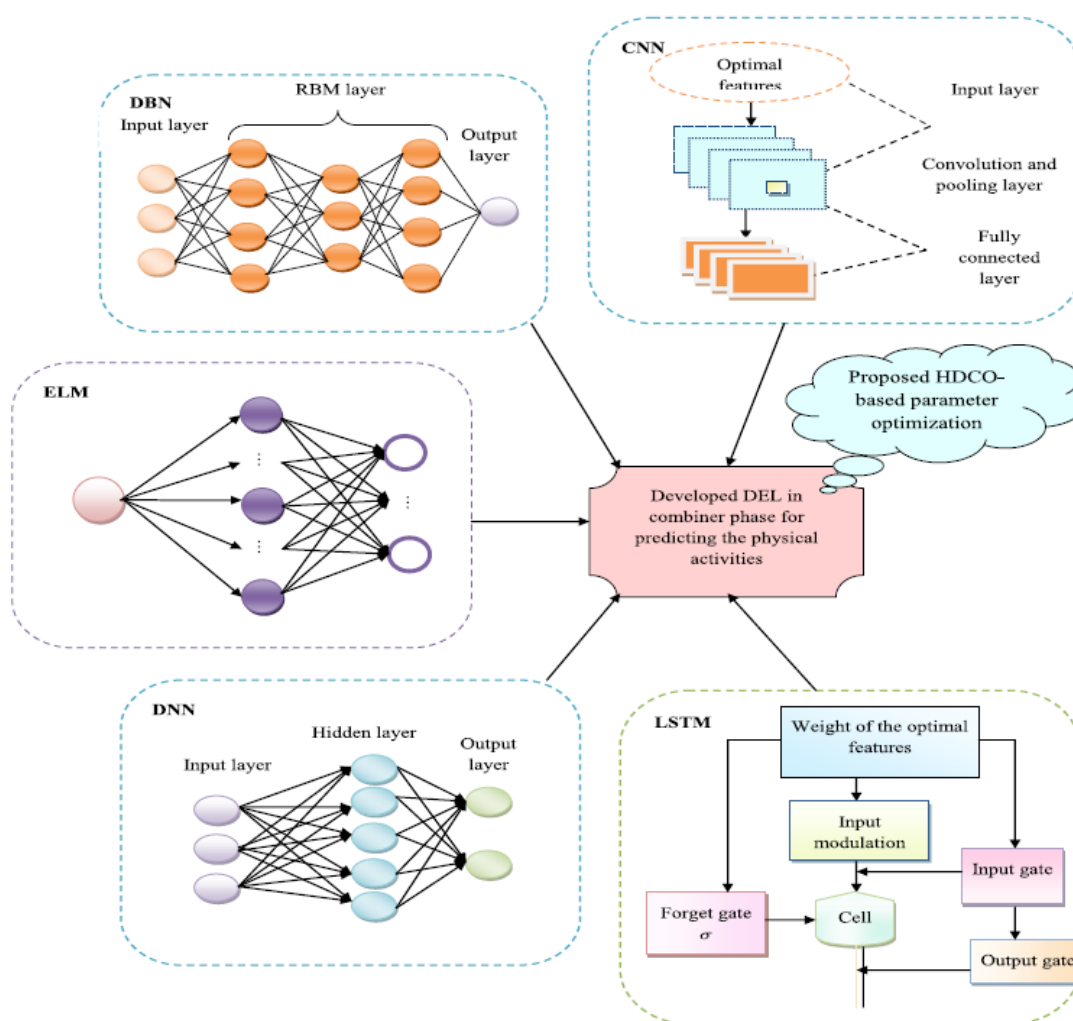 DBN
Input layer
RBM layer
Output
layer
CNN
Optimal
features
Input layer
Convolution and
pooling layer
Fully
connected
layer
ELM
⋮
⋮
⋮
⋮
Proposed HDCO-
based parameter
optimization
Developed DEL in
combiner phase for
predicting the physical
activities
DNN
Input layer
Hidden layer
Output
layer
LSTM
Weight of the optimal
features
Input
modulation
Input gate
Forget gate
σ
Cell
Output gate